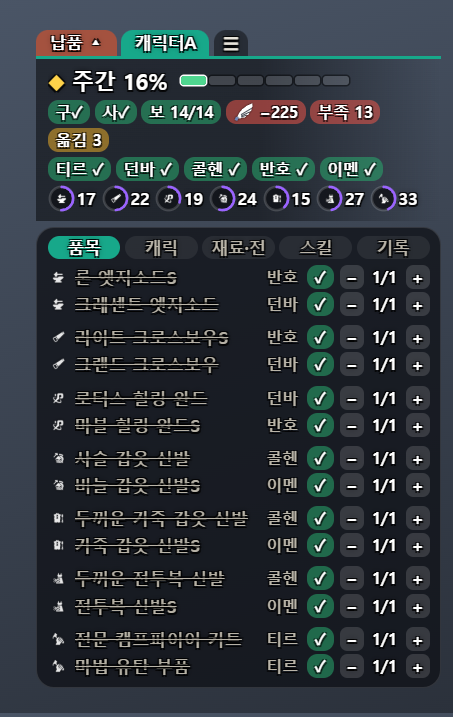 납품 ▲ 캐릭터A ☰
◆ 주간 16%
구✓ 사✓ 보 14/14 −225 부족 13
옮김 3
티르 ✓ 던바 ✓ 콜헨 ✓ 반호 ✓ 이멘 ✓
17 22 19 24 15 27 33
품목 캐릭 재료·전 스킬 기록
론 엣지소드S 반호 ✓ − 1/1 +
크레센트 엣지소드 던바 ✓ − 1/1 +
라이트 크로스보우S 반호 ✓ − 1/1 +
그랜드 크로스보우 던바 ✓ − 1/1 +
로터스 힐링 완드 던바 ✓ − 1/1 +
마블 힐링 완드S 반호 ✓ − 1/1 +
사슬 갑옷 신발 콜헨 ✓ − 1/1 +
비늘 갑옷 신발S 이멘 ✓ − 1/1 +
두꺼운 가죽 갑옷 신발 콜헨 ✓ − 1/1 +
가죽 갑옷 신발S 이멘 ✓ − 1/1 +
두꺼운 전투복 신발 콜헨 ✓ − 1/1 +
전투복 신발S 이멘 ✓ − 1/1 +
전문 캠프파이어 키트 티르 ✓ − 1/1 +
마법 유탄 부품 티르 ✓ − 1/1 +